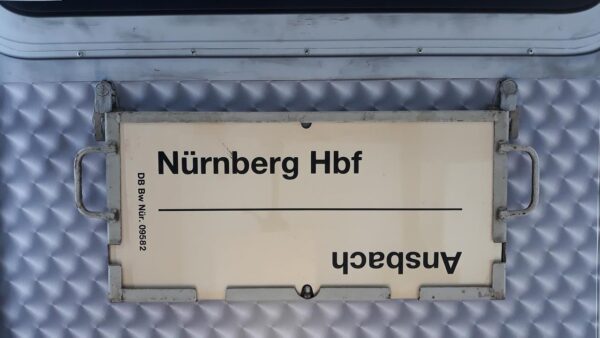 Nürnberg Hbf
DB Bw Nür. 09582
Ansbach